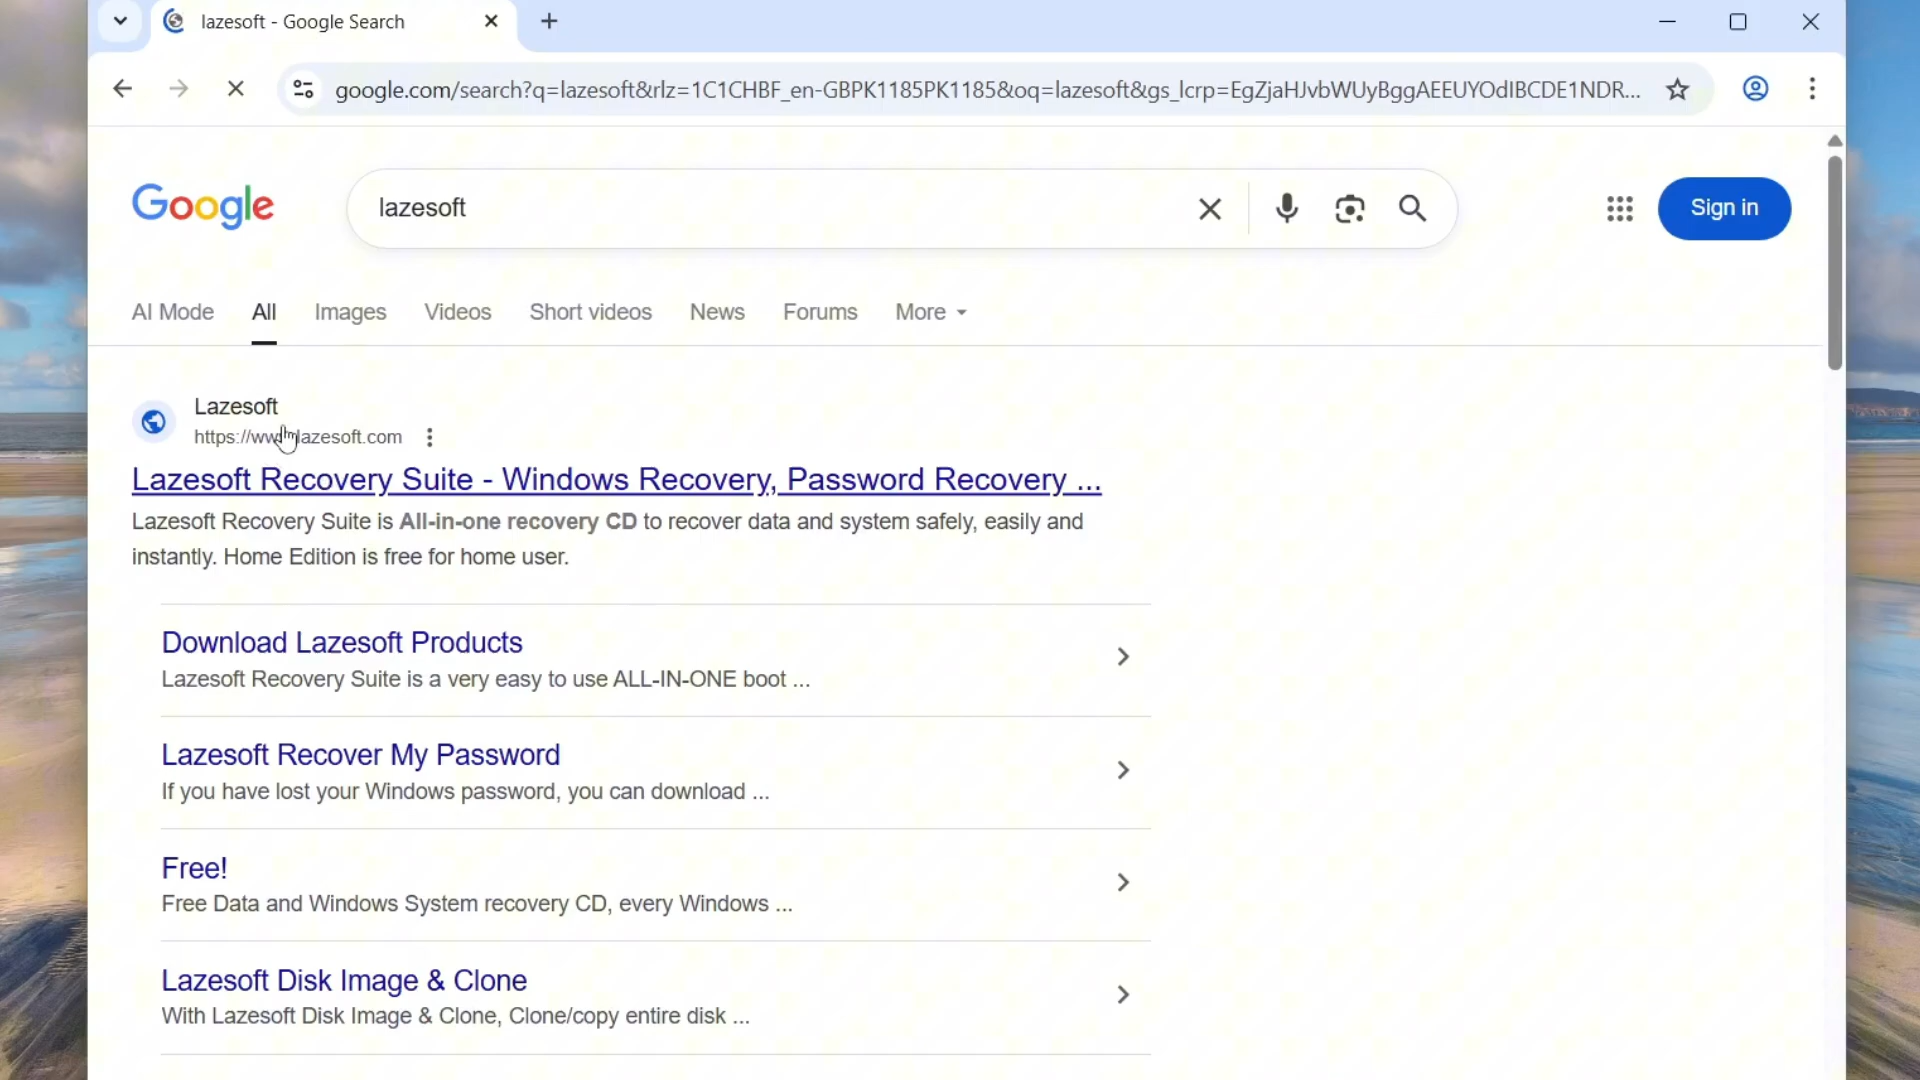 lazesoft - Google Search
google.com/search?q=lazesoft&rlz=1C1CHBF_en-GBPK1185PK1185&oq=lazesoft&gs_lcrp=EgZjaHJvbWUyBggAEEUYOdIBCDE1NDR...
Google
lazesoft
Sign in
AI Mode All Images Videos Short videos News Forums More
Lazesoft
https://www.lazesoft.com
Lazesoft Recovery Suite - Windows Recovery, Password Recovery ...
Lazesoft Recovery Suite is All-in-one recovery CD to recover data and system safely, easily and
instantly. Home Edition is free for home user.
Download Lazesoft Products
Lazesoft Recovery Suite is a very easy to use ALL-IN-ONE boot ...
Lazesoft Recover My Password
If you have lost your Windows password, you can download ...
Free!
Free Data and Windows System recovery CD, every Windows ...
Lazesoft Disk Image & Clone
With Lazesoft Disk Image & Clone, Clone/copy entire disk ...